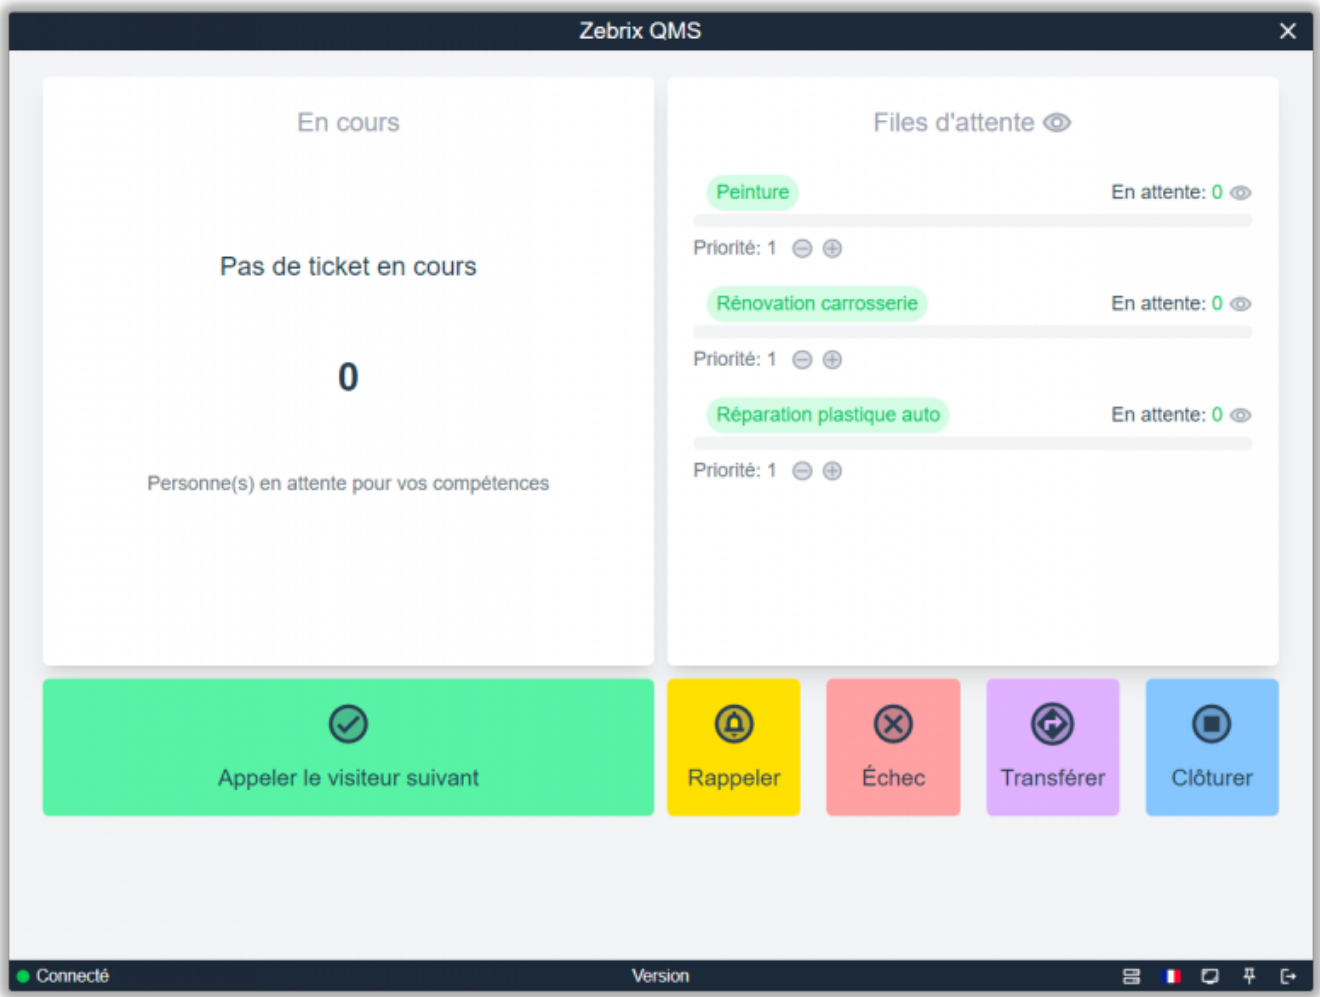 Zebrix QMS
En cours
Pas de ticket en cours
0
Personne(s) en attente pour vos compétences
Files d'attente
Peinture
En attente: 0
Priorité: 1
Rénovation carrosserie
En attente: 0
Priorité: 1
Réparation plastique auto
En attente: 0
Priorité: 1
Appeler le visiteur suivant
Rappeler
Échec
Transférer
Clôturer
Connecté
Version